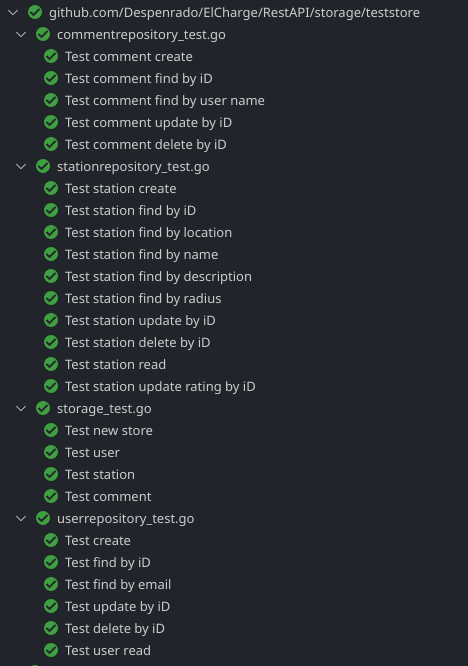 github.com/Despenrado/ElCharge/RestAPI/storage/teststore
commentrepository_test.go
Test comment create
Test comment find by iD
Test comment find by user name
Test comment update by iD
Test comment delete by iD
stationrepository_test.go
Test station create
Test station find by iD
Test station find by location
Test station find by name
Test station find by description
Test station find by radius
Test station update by iD
Test station delete by iD
Test station read
Test station update rating by iD
storage_test.go
Test new store
Test user
Test station
Test comment
userrepository_test.go
Test create
Test find by iD
Test find by email
Test update by iD
Test delete by iD
Test user read